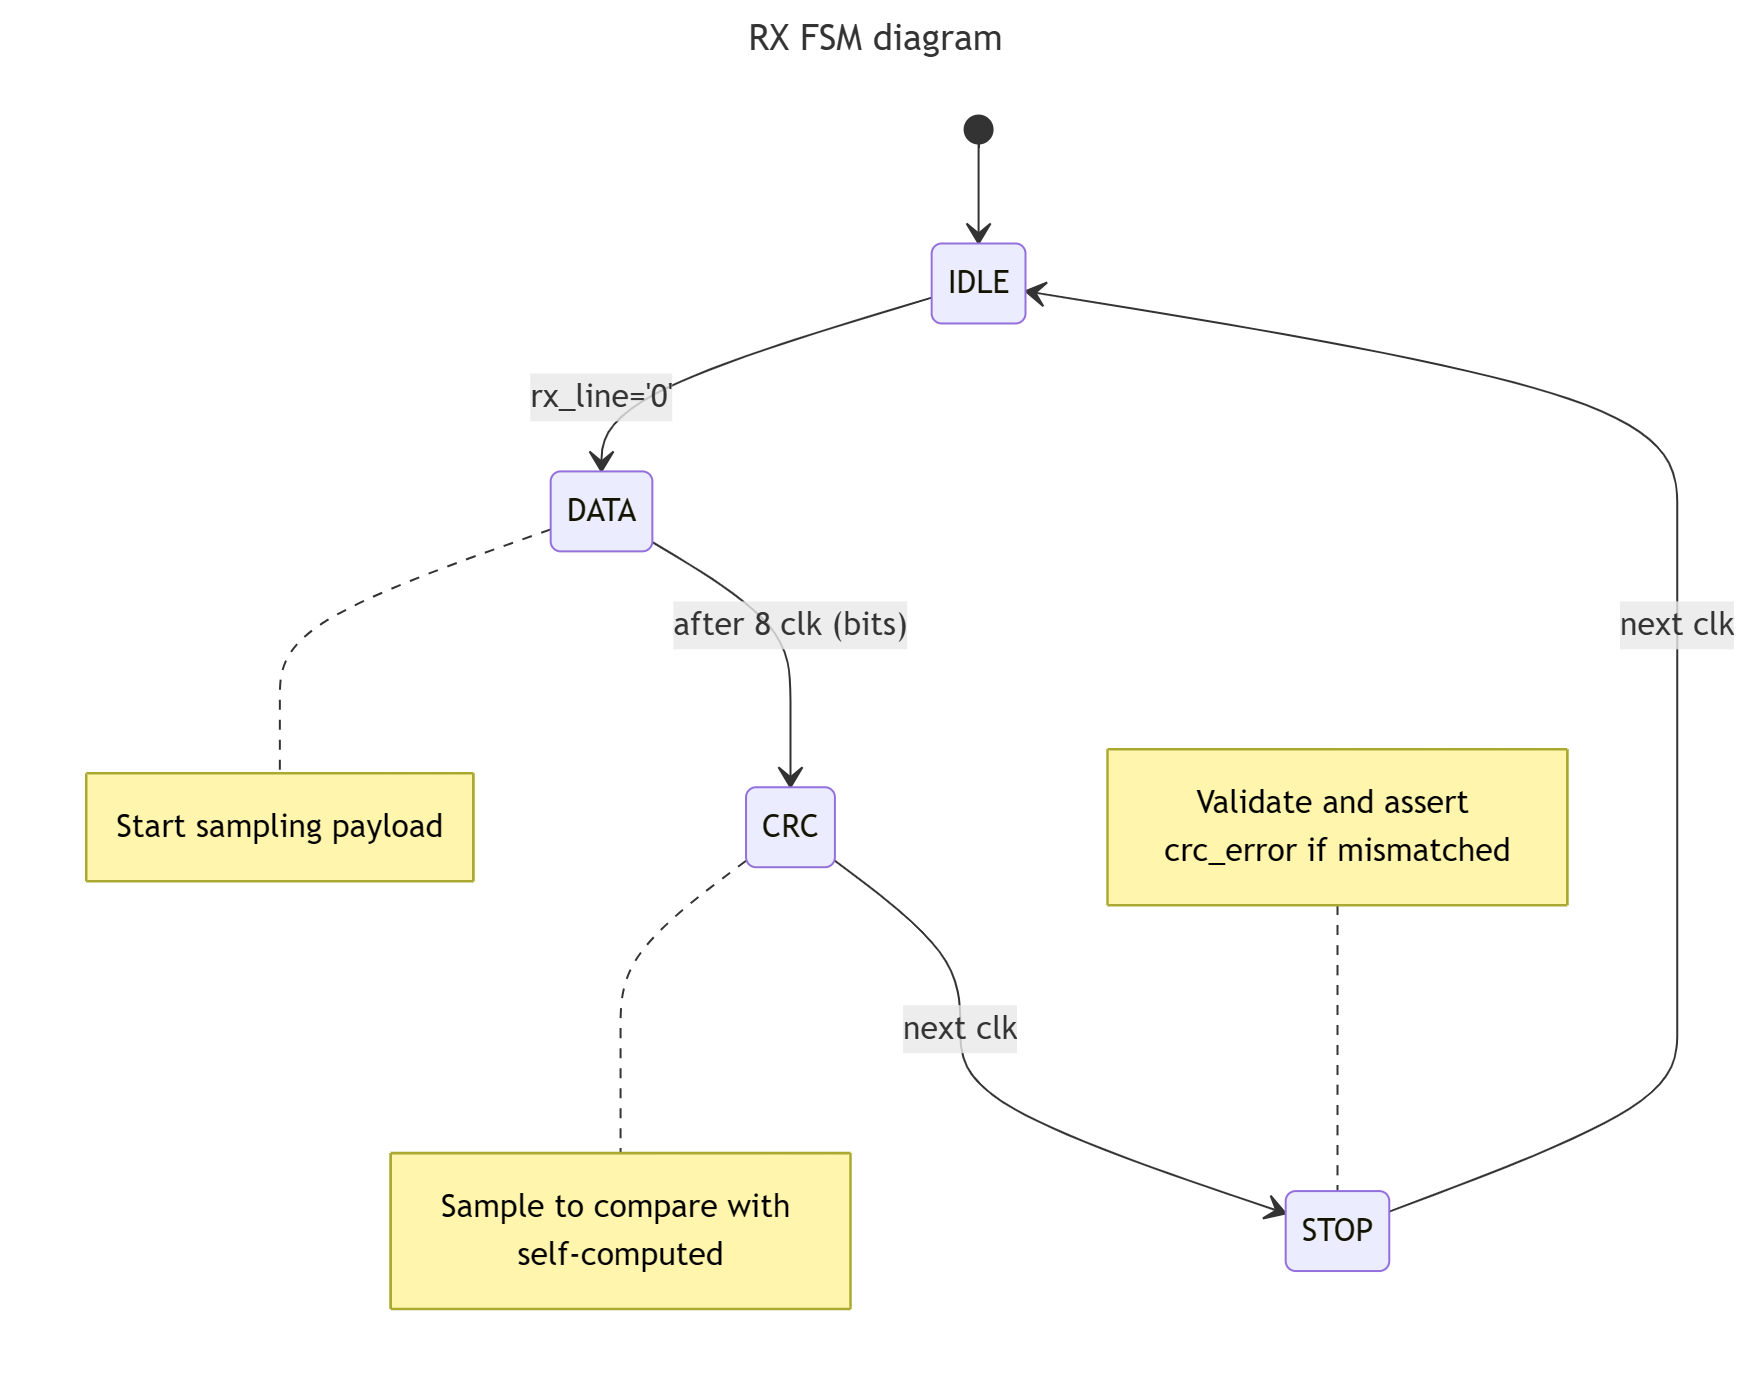 RX FSM diagram
IDLE
rx_line='0'
DATA
after 8 clk (bits)
next clk
Start sampling payload
CRC
Validate and assert
crc_error if mismatched
next clk
Sample to compare with
self-computed
STOP